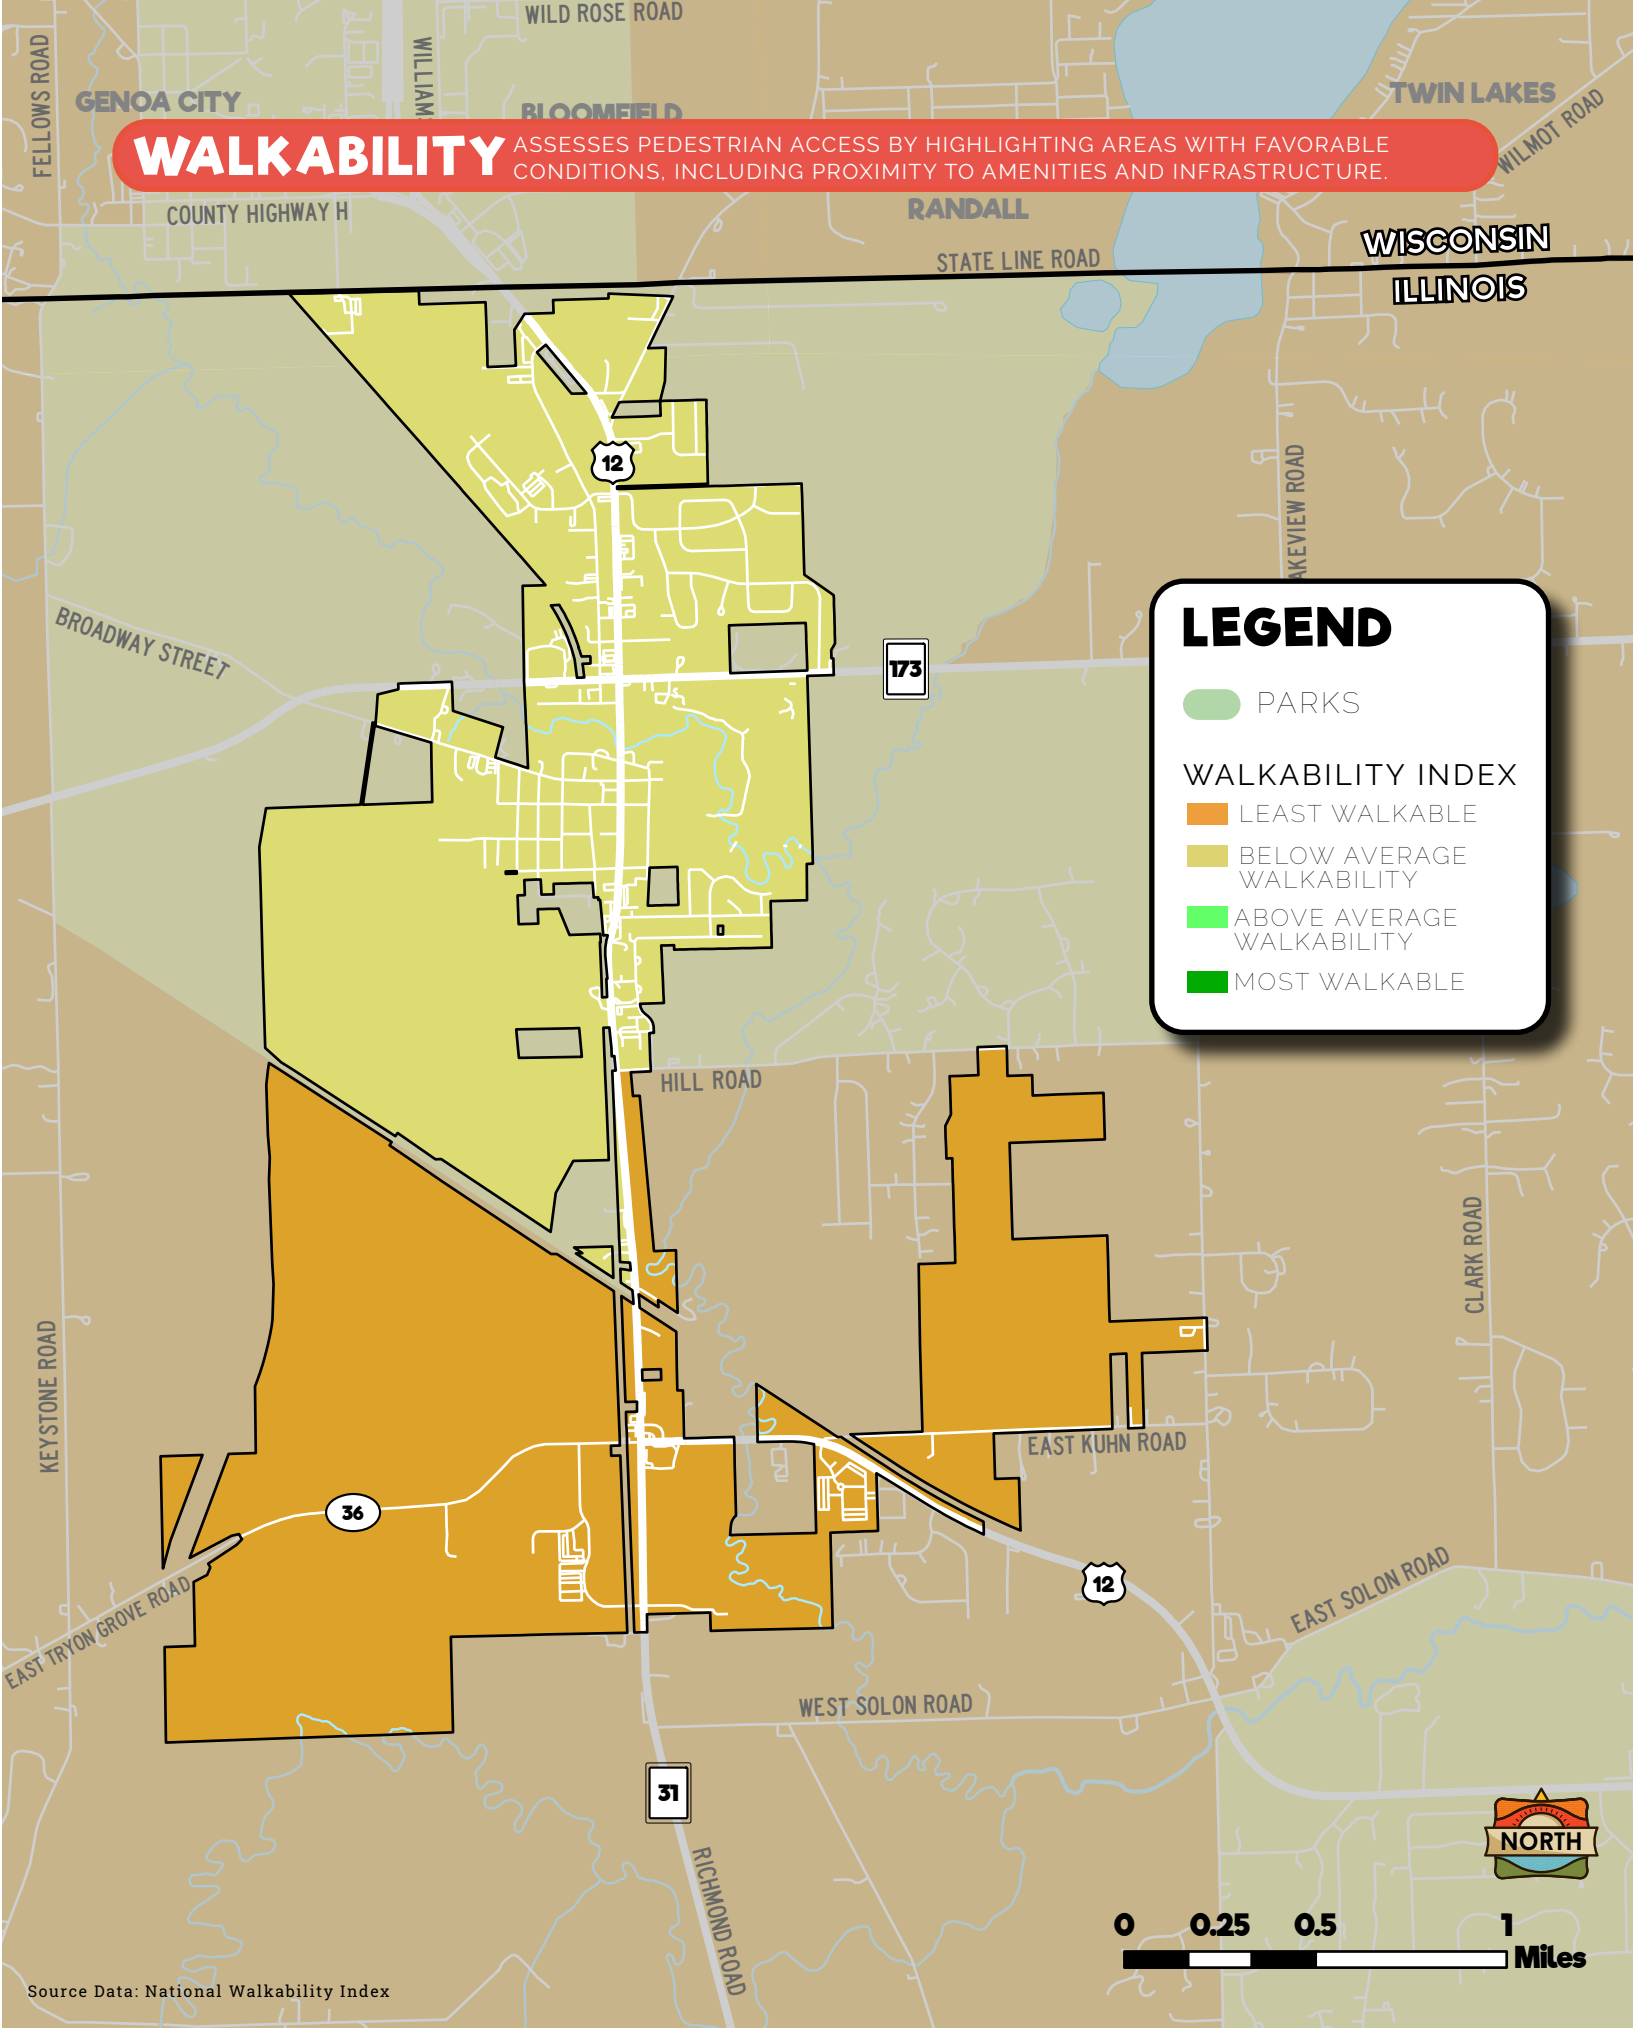 WILD ROSE ROAD
FELLOWS ROAD
WILLIAMS
GENOA CITY
BLOOMFIELD
TWIN LAKES
WILMOT ROAD
WALKABILITY
ASSESSES PEDESTRIAN ACCESS BY HIGHLIGHTING AREAS WITH FAVORABLE
CONDITIONS, INCLUDING PROXIMITY TO AMENITIES AND INFRASTRUCTURE.
COUNTY HIGHWAY H
RANDALL
STATE LINE ROAD
WISCONSIN
ILLINOIS
12
AKEVIEW ROAD
BROADWAY STREET
173
LEGEND
PARKS
WALKABILITY INDEX
LEAST WALKABLE
BELOW AVERAGE
WALKABILITY
ABOVE AVERAGE
WALKABILITY
MOST WALKABLE
HILL ROAD
CLARK ROAD
KEYSTONE ROAD
EAST KUHN ROAD
36
12
EAST TRYON GROVE ROAD
EAST SOLON ROAD
WEST SOLON ROAD
31
RICHMOND ROAD
NORTH
0 0.25 0.5 1
Miles
Source Data: National Walkability Index